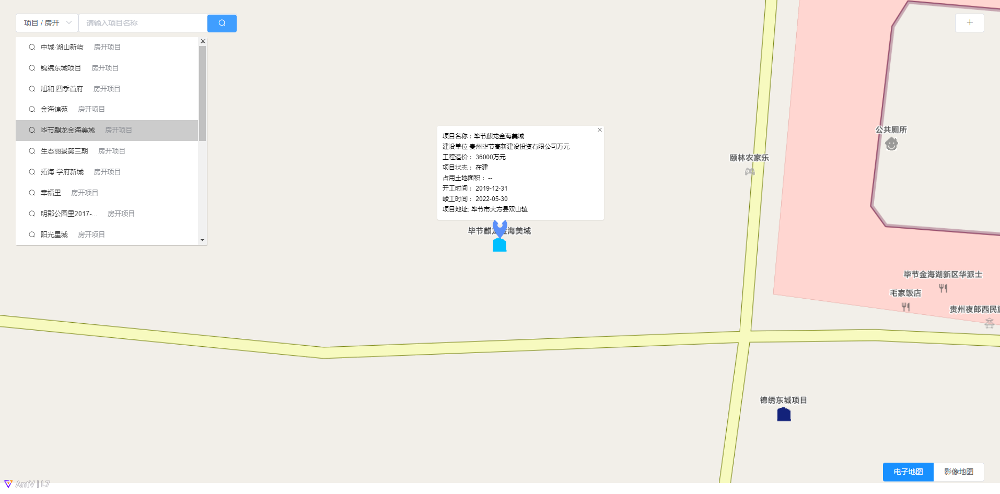 项目 / 房开
请输入项目名称
中城·湖山新屿 房开项目
锦绣东城项目 房开项目
旭和.四季首府 房开项目
金海锦苑 房开项目
毕节麒龙金海美域 房开项目
生态丽景第三期 房开项目
拓海·学府新城 房开项目
幸福里 房开项目
明郡公园里2017-... 房开项目
阳光星城 房开项目
项目名称：毕节麒龙金海美域
建设单位 贵州毕节高新建设投资有限公司万元
工程造价： 36000万元
项目状态： 在建
占用土地面积： --
开工时间： 2019-12-31
峻工时间： 2022-05-30
项目地址: 毕节市大方县双山镇
毕节麒龙金海美域
公共厕所
颐林农家乐
毕节金海湖新区华派士
毛家饭店
贵州夜郎西民族
锦绣东城项目
电子地图
影像地图
AntV | L7